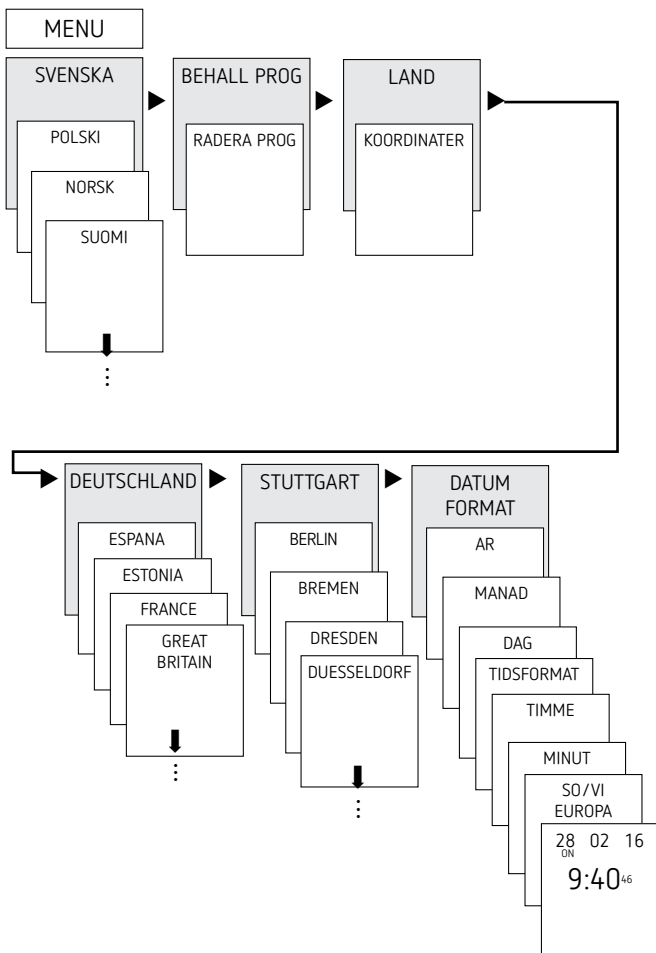 MENU
SVENSKA
POLSKI
NORSK
SUOMI
BEHALL PROG
RADERA PROG
LAND
KOORDINATER
DEUTSCHLAND
ESPANA
ESTONIA
FRANCE
GREAT
BRITAIN
STUTTGART
BERLIN
BREMEN
DRESDEN
DUESSELDORF
DATUM
FORMAT
AR
MANAD
DAG
TIDSFORMAT
TIMME
MINUT
SO/VI
EUROPA
28 02 16
ON
9:40 46